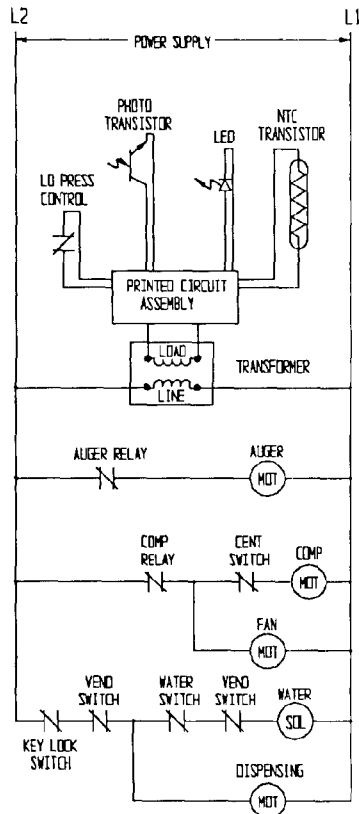 L2 L1
POWER SUPPLY
PHOTO
TRANSISTOR
LED
NTC
TRANSISTOR
LO PRESS
CONTROL
PRINTED CIRCUIT
ASSEMBLY
LOAD
TRANSFORMER
LINE
AUGER RELAY
AUGER
MOT
COMP
RELAY
CENT
SWITCH
COMP
MOT
FAN
MOT
VEND
SWITCH
WATER
SWITCH
VEND
SWITCH
WATER
SOL
KEY LOCK
SWITCH
DISPENSING
MOT